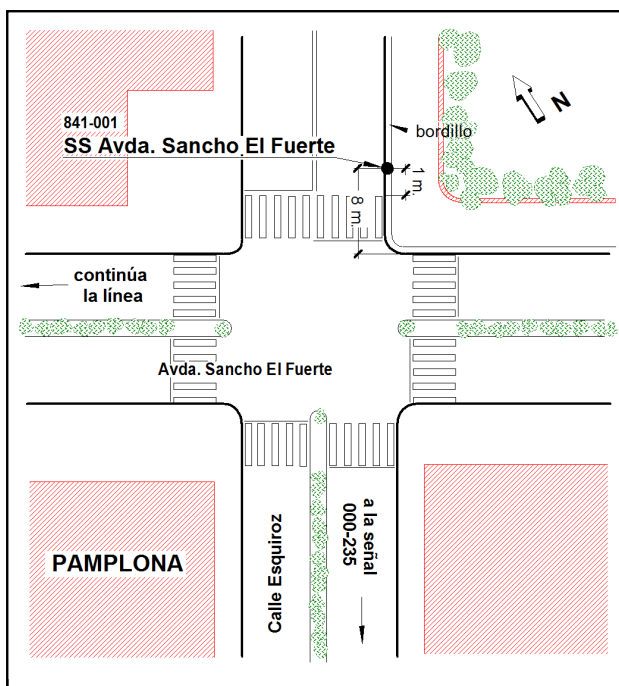 841-001
SS Avda. Sancho El Fuerte
bordillo
N
1 m.
8 m.
continúa
la línea
Avda. Sancho El Fuerte
PAMPLONA
Calle Esquiroz
a la señal
000-235